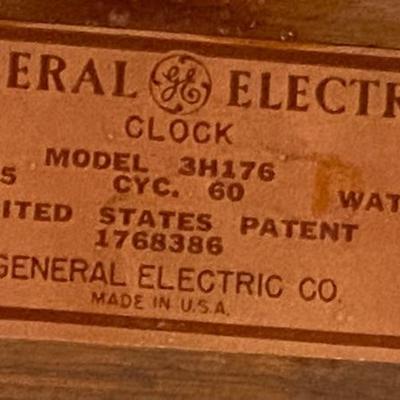 ERAL GE ELECTR
CLOCK
MODEL 3H176
5 CYC. 60 WAT
ITED STATES PATENT
1768386
GENERAL ELECTRIC CO.
MADE IN U.S.A.